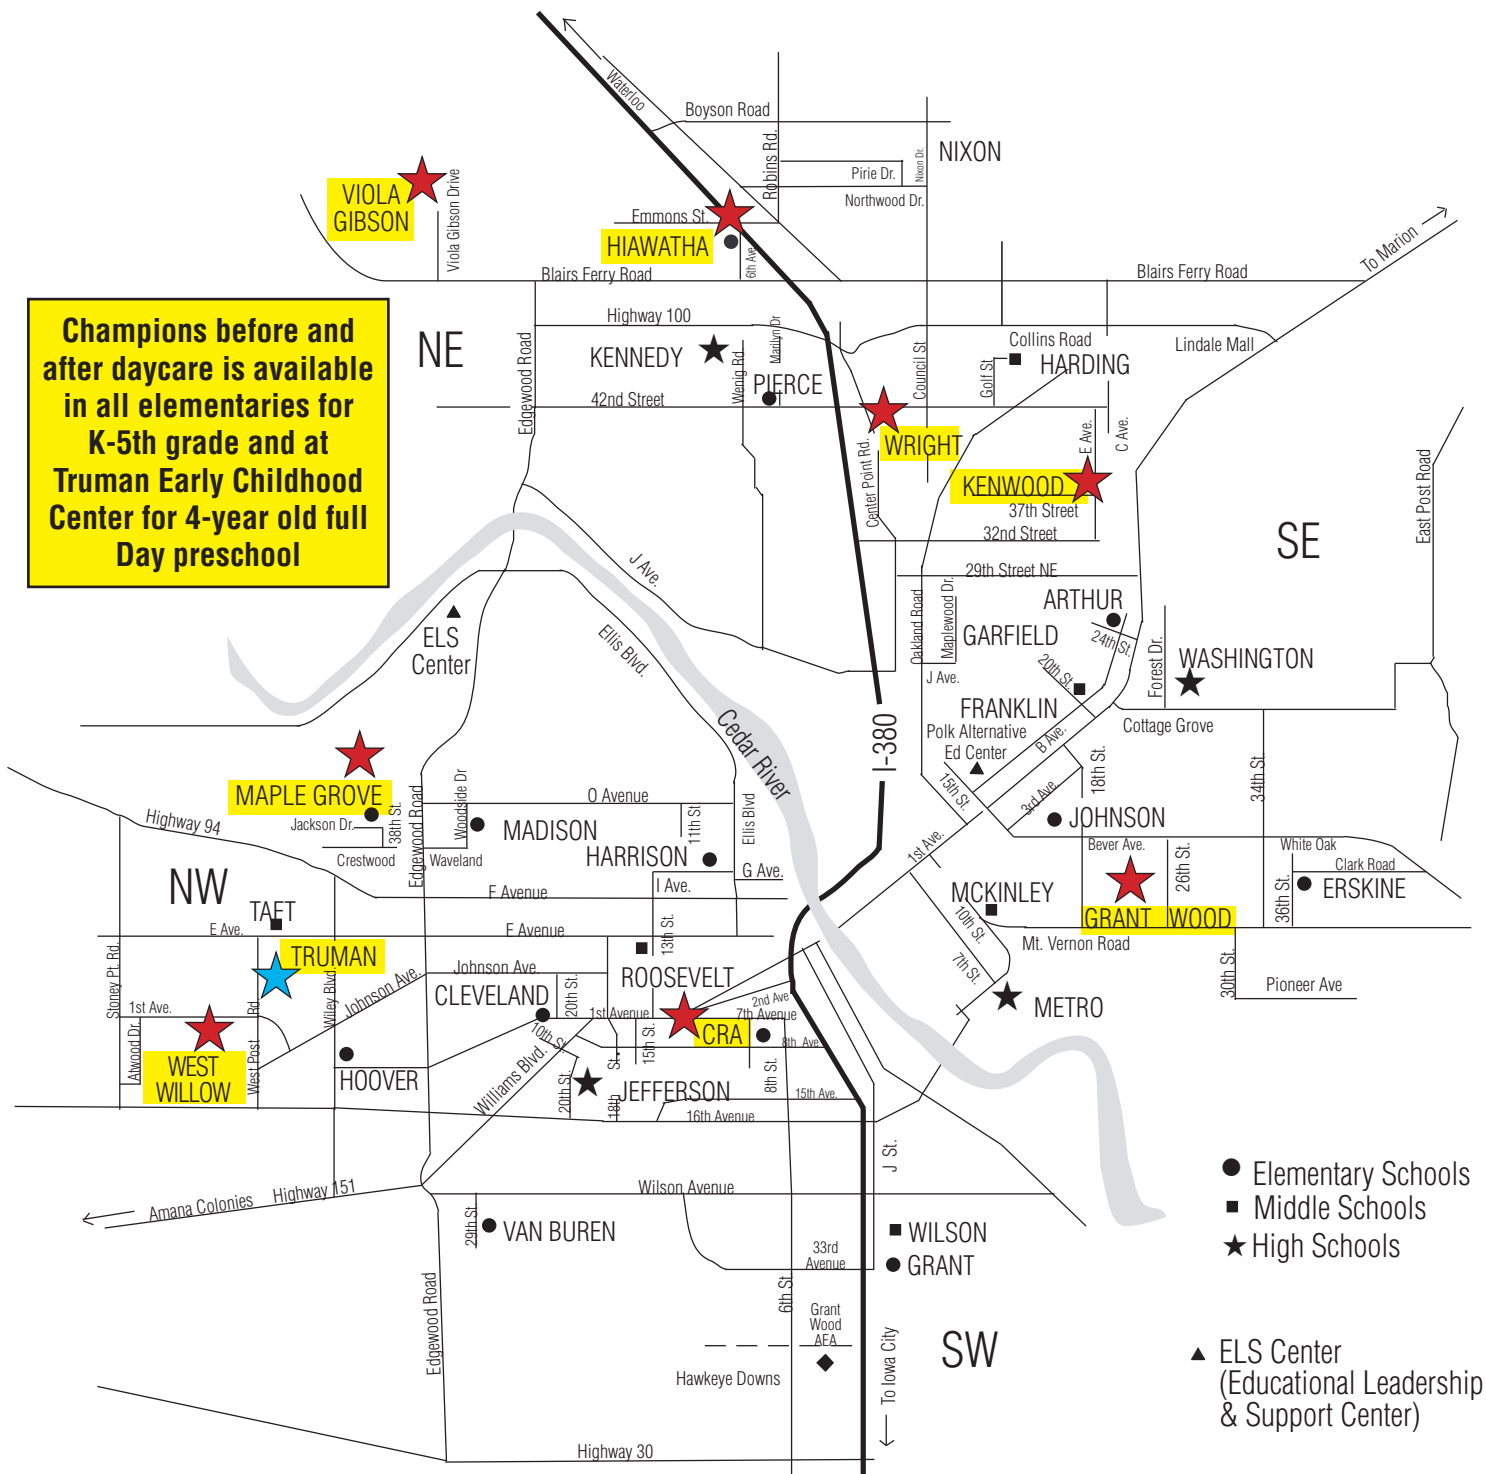 Waterloo
Boyson Road
Robins Rd.
Nixon Dr.
NIXON
Pirie Dr.
Northwood Dr.
VIOLA
GIBSON
Viola Gibson Drive
Emmons St.
HIAWATHA
6th Ave.
Blairs Ferry Road
Blairs Ferry Road
To Marion
Champions before and
after daycare is available
in all elementaries for
K-5th grade and at
Truman Early Childhood
Center for 4-year old full
Day preschool
NE
Edgewood Road
Highway 100
KENNEDY
Wenig Rd.
Marilyn Dr
PIERCE
42nd Street
Council St
Collins Road
Golf St
HARDING
Lindale Mall
WRIGHT
Center Point Rd.
E Ave.
C Ave.
KENWOOD
37th Street
32nd Street
SE
East Post Road
29th Street NE
J Ave.
Ellis Blvd.
ELS
Center
Oakland Road
Maplewood Dr.
ARTHUR
GARFIELD
24th St.
20th St.
J Ave.
Forest Dr.
WASHINGTON
FRANKLIN
Polk Alternative
Ed Center
B Ave.
Cottage Grove
Cedar River
I-380
15th St.
3rd Ave.
18th St.
34th St.
JOHNSON
MAPLE GROVE
Jackson Dr.
38th St.
Crestwood
Highway 94
Edgewood Road
Woodside Dr
Waveland
O Avenue
MADISON
11th St
HARRISON
Ellis Blvd
G Ave.
I Ave.
F Avenue
1st Ave.
Bever Ave.
26th St.
White Oak
Clark Road
36th St.
ERSKINE
MCKINLEY
GRANT WOOD
10th St.
7th St.
Mt. Vernon Road
30th St.
Pioneer Ave
METRO
NW
TAFT
E Ave.
E Avenue
TRUMAN
Stoney Pt. Rd.
Wiley Blvd.
Johnson Ave.
Johnson Ave.
CLEVELAND
20th St.
13th St.
ROOSEVELT
1st Ave.
Atwood Dr.
West Post
Rd
WEST
WILLOW
HOOVER
10th St.
Williams Blvd.
1st Avenue
15th St.
CRA
2nd Ave
7th Avenue
8th Ave
8th St.
20th St.
18th
St.
JEFFERSON
15th Ave.
16th Avenue
J St.
Amana Colonies
Highway 151
Wilson Avenue
29th St.
VAN BUREN
WILSON
GRANT
33rd
Avenue
6th St.
Grant
Wood
AEA
Hawkeye Downs
To Iowa City
SW
Edgewood Road
Highway 30
Elementary Schools
Middle Schools
High Schools
ELS Center
(Educational Leadership
& Support Center)